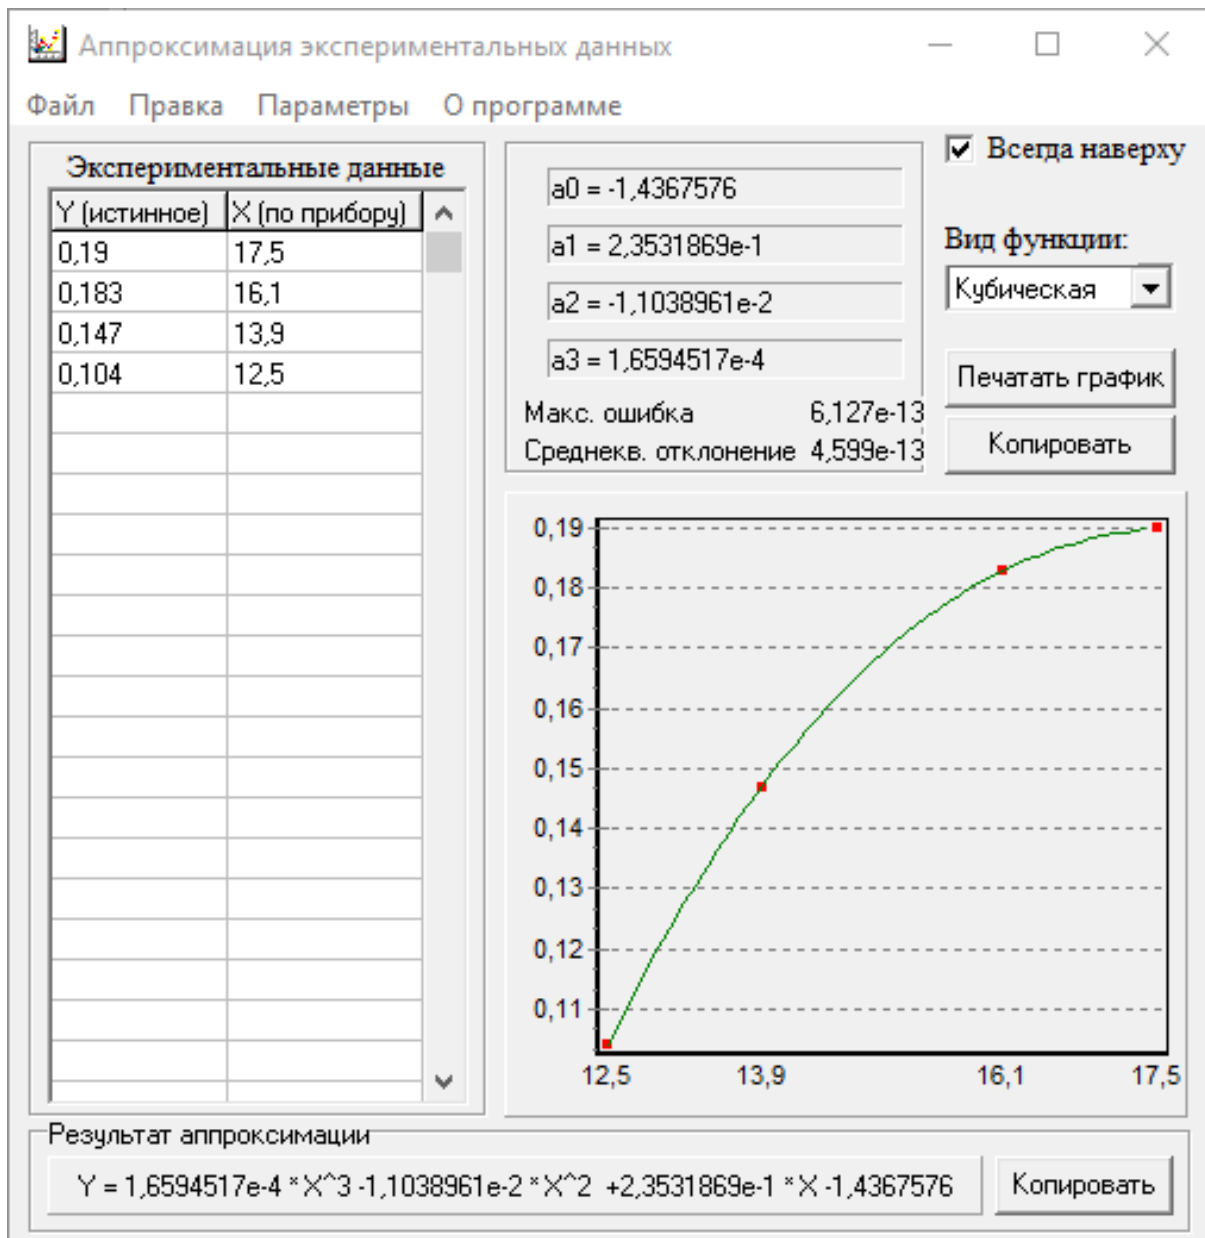 Аппроксимация экспериментальных данных
Файл Правка Параметры О программе
Экспериментальные данные
Y (истинное) X (по прибору)
0,19 17,5
0,183 16,1
0,147 13,9
0,104 12,5
a0 = -1,4367576
a1 = 2,3531869e-1
a2 = -1,1038961e-2
a3 = 1,6594517e-4
Макс. ошибка 6,127e-13
Среднекв. отклонение 4,599e-13
Всегда наверху
Вид функции:
Кубическая
Печатать график
Копировать
0,19
0,18
0,17
0,16
0,15
0,14
0,13
0,12
0,11
12,5 13,9 16,1 17,5
Результат аппроксимации
Y = 1,6594517e-4 * X^3 -1,1038961e-2 * X^2 +2,3531869e-1 * X -1,4367576
Копировать